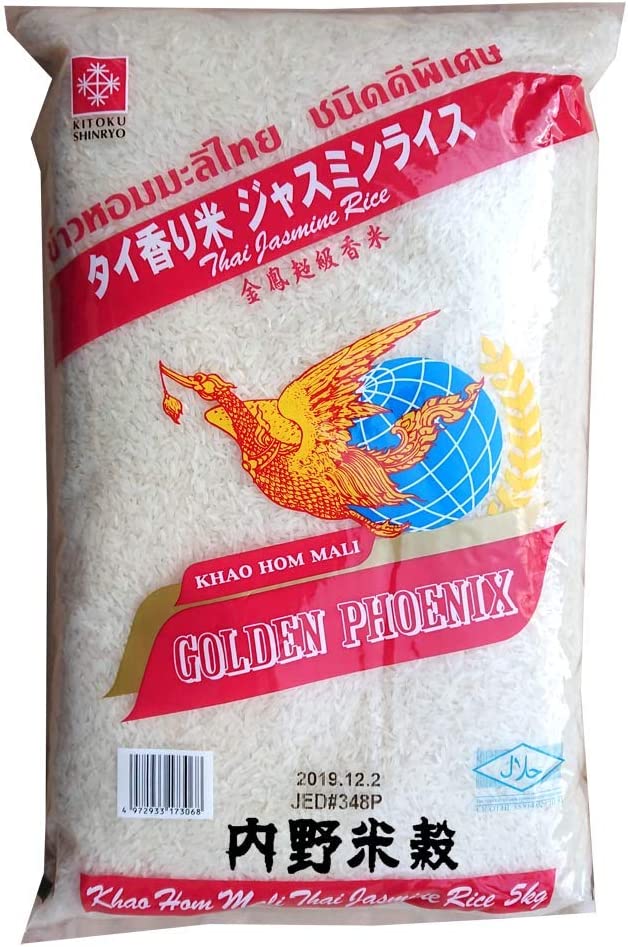 KITOKU
SHINRYO
ข้าวหอมมะลิไทย ชนิดดีพิเศษ
タイ香り米 ジャスミンライス
Thai Jasmine Rice
金鳳超級香米
KHAO HOM MALI
GOLDEN PHOENIX
4 972933 173068
2019.12.2
JED#348P
حلال
内野米穀
Khao Hom Mali Thai Jasmine Rice 5kg